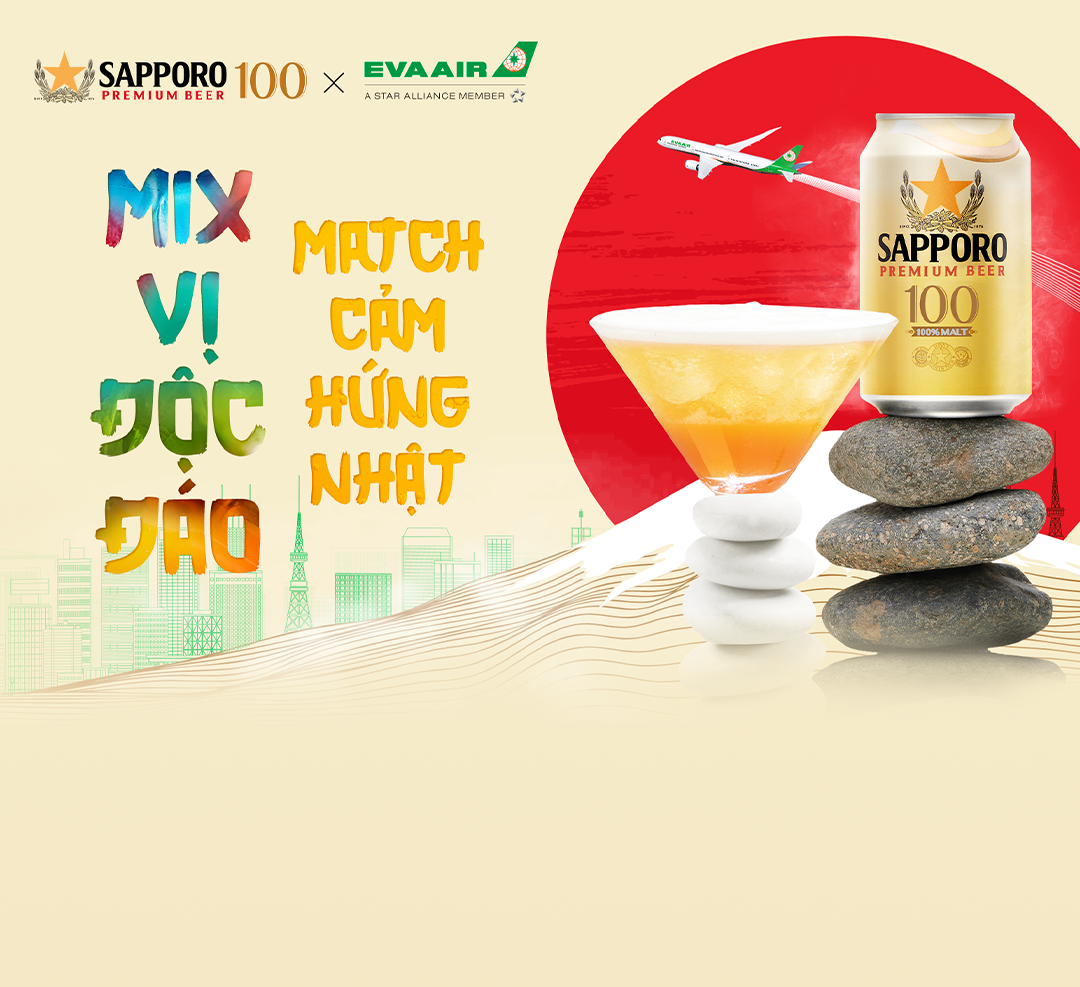 SAPPORO 100 × EVA AIR
PREMIUM BEER
A STAR ALLIANCE MEMBER
MIX
VỊ
ĐỘC
ĐÁO
MATCH
CẢM
HỨNG
NHẬT
EVA AIR
SAPPORO
PREMIUM BEER
100
100% MALT